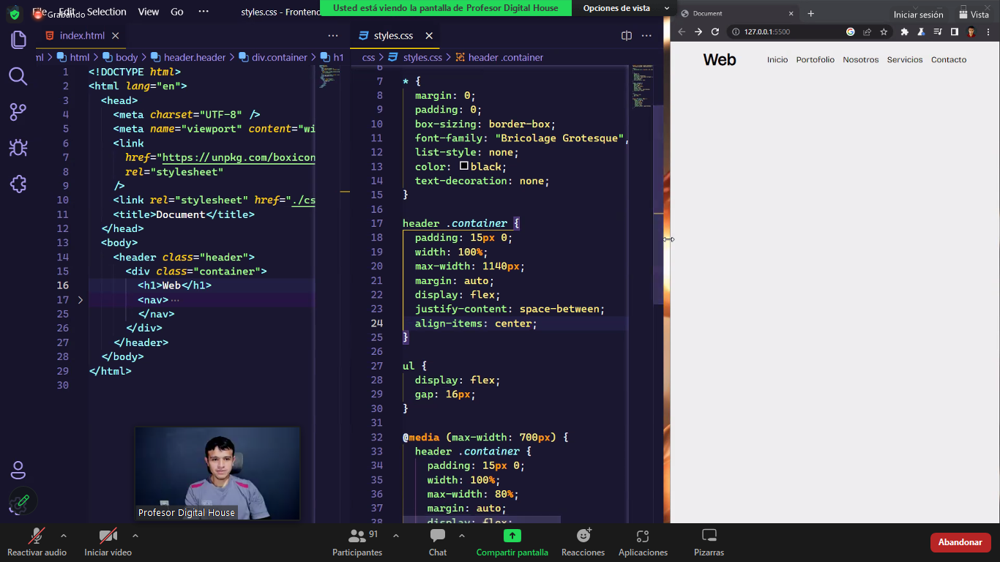 File Edit Selection View Go ···
Grabando
styles.css - Frontend
Usted está viendo la pantalla de Profesor Digital House
Opciones de vista
Document
Iniciar sesión
Vista
index.html
styles.css
127.0.0.1:5500
ml > html > body > header.header > div.container > h1
css > styles.css > header .container
1 <!DOCTYPE html>
2 <html lang="en">
3 <head>
4 <meta charset="UTF-8" />
5 <meta name="viewport" content="wi
6 <link
7 href="https://unpkg.com/boxicon
8 rel="stylesheet"
9 />
10 <link rel="stylesheet" href="./cs
11 <title>Document</title>
12 </head>
13 <body>
14 <header class="header">
15 <div class="container">
16 <h1>Web</h1>
17 <nav>···
25 </nav>
26 </div>
27 </header>
28 </body>
29 </html>
30
6
7 * {
8 margin: 0;
9 padding: 0;
10 box-sizing: border-box;
11 font-family: "Bricolage Grotesque",
12 list-style: none;
13 color: black;
14 text-decoration: none;
15 }
16
17 header .container {
18 padding: 15px 0;
19 width: 100%;
20 max-width: 1140px;
21 margin: auto;
22 display: flex;
23 justify-content: space-between;
24 align-items: center;
25 }
26
27 ul {
28 display: flex;
29 gap: 16px;
30 }
31
32 @media (max-width: 700px) {
33 header .container {
34 padding: 15px 0;
35 width: 100%;
36 max-width: 80%;
37 margin: auto;
38 display: flex;
Web
Inicio Portofolio Nosotros Servicios Contacto
Profesor Digital House
Reactivar audio
Iniciar vídeo
91
Participantes
Chat
Compartir pantalla
Reacciones
Aplicaciones
Pizarras
Abandonar